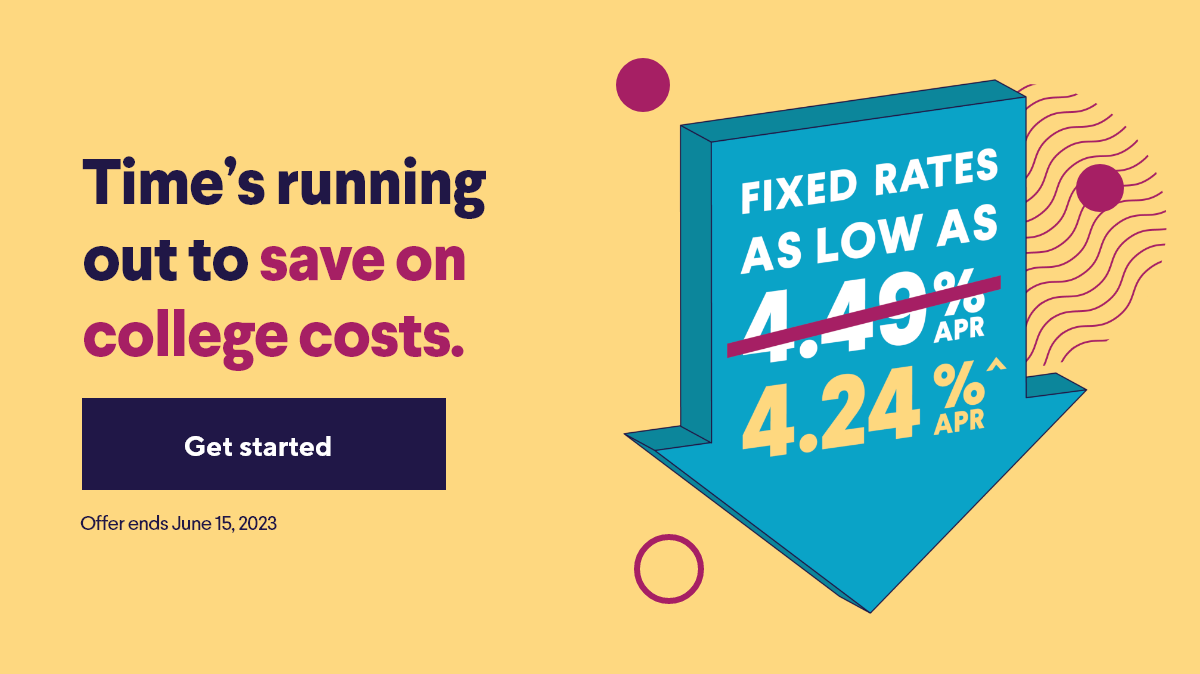 Time’s running
out to save on
college costs.
Get started
Offer ends June 15, 2023
FIXED RATES
AS LOW AS
4.49% APR
4.24%^ APR